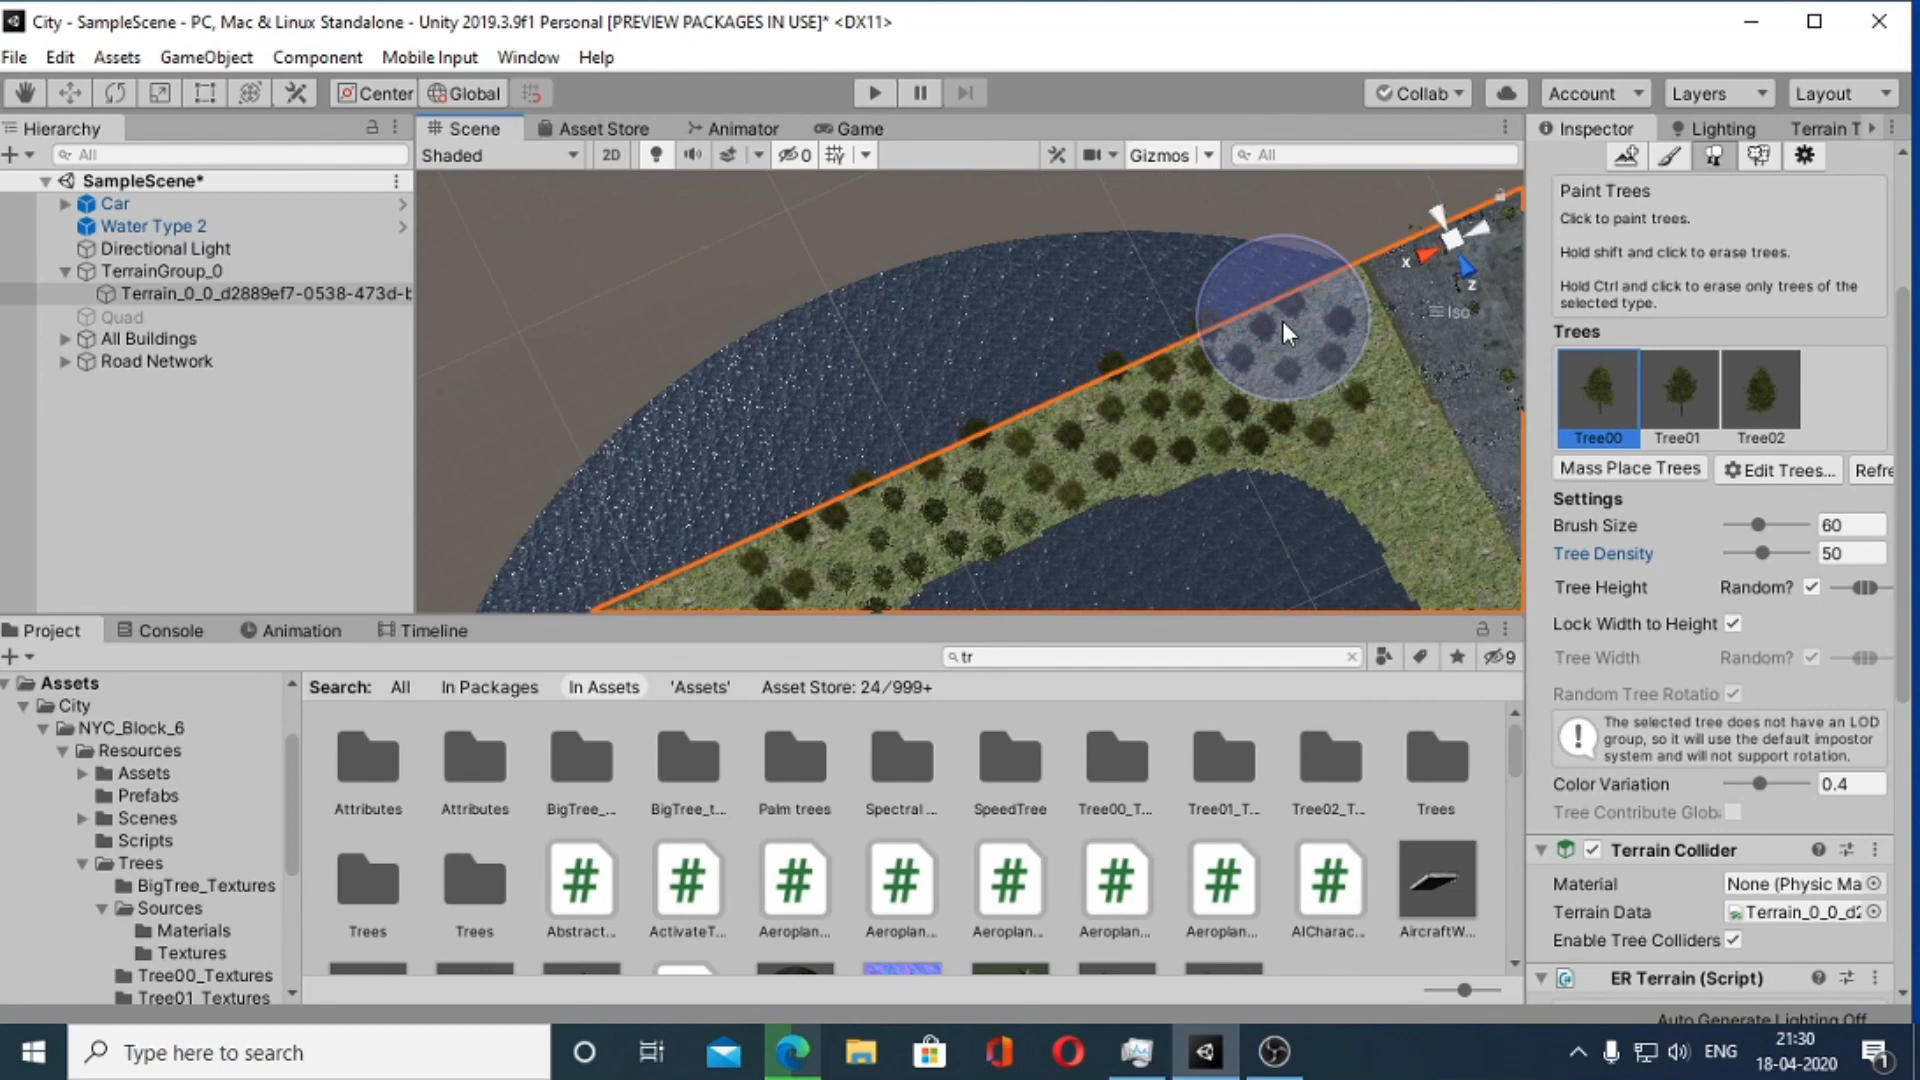 City - SampleScene - PC, Mac & Linux Standalone - Unity 2019.3.9f1 Personal [PREVIEW PACKAGES IN USE]* <DX11>
File Edit Assets GameObject Component Mobile Input Window Help
Center Global Collab Account Layers Layout
Hierarchy
All
SampleScene*
Car
Water Type 2
Directional Light
TerrainGroup_0
Terrain_0_0_d2889ef7-0538-473d-b
Quad
All Buildings
Road Network
Scene Asset Store Animator Game
Shaded 2D 0 Gizmos All
x
z
Iso
Inspector Lighting Terrain T
Paint Trees
Click to paint trees.
Hold shift and click to erase trees.
Hold Ctrl and click to erase only trees of the
selected type.
Trees
Tree00 Tree01 Tree02
Mass Place Trees Edit Trees... Refre
Settings
Brush Size 60
Tree Density 50
Tree Height Random?
Lock Width to Height
Tree Width Random?
Random Tree Rotatio
The selected tree does not have an LOD
group, so it will use the default impostor
system and will not support rotation.
Color Variation 0.4
Tree Contribute Globa
Terrain Collider
Material None (Physic Ma
Terrain Data Terrain_0_0_d2
Enable Tree Colliders
ER Terrain (Script)
Auto Generate Lighting Off
Project Console Animation Timeline
tr 9
Assets
City
NYC_Block_6
Resources
Assets
Prefabs
Scenes
Scripts
Trees
BigTree_Textures
Sources
Materials
Textures
Tree00_Textures
Tree01_Textures
Search: All In Packages In Assets 'Assets' Asset Store: 24/999+
Attributes Attributes BigTree_... BigTree_t... Palm trees Spectral ... SpeedTree Tree00_T... Tree01_T... Tree02_T... Trees
Trees Trees Abstract... ActivateT... Aeroplan... Aeroplan... Aeroplan... Aeroplan... Aeroplan... AICharac... AircraftW...
Type here to search
ENG
21:30
18-04-2020
1